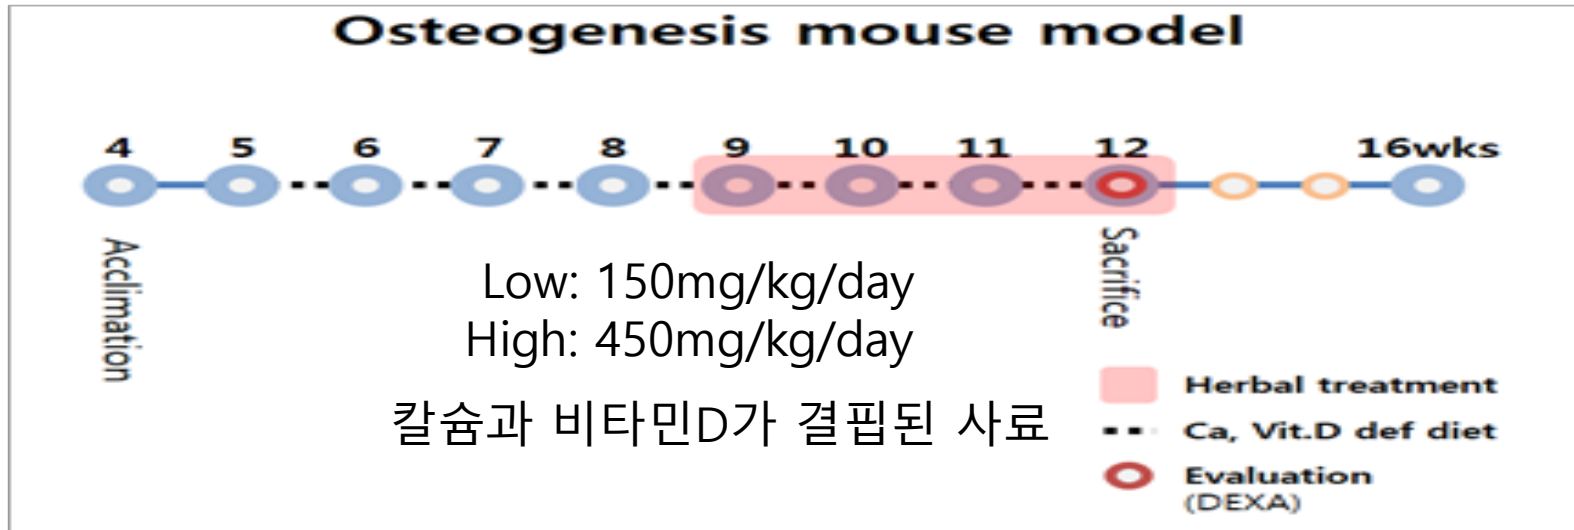 Osteogenesis mouse model
4 5 6 7 8 9 10 11 12 16wks
Acclimation
Sacrifice
Low: 150mg/kg/day
High: 450mg/kg/day
칼슘과 비타민D가 결핍된 사료
Herbal treatment
Ca, Vit.D def diet
Evaluation
(DEXA)